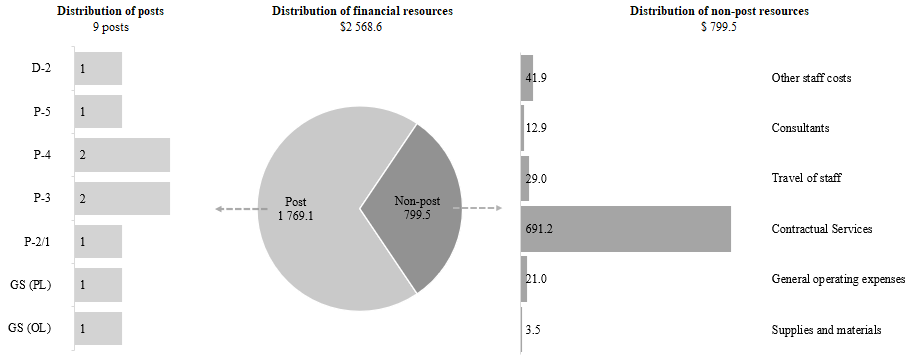 Distribution of posts
9 posts
D-2
1
P-5
1
P-4
2
P-3
2
P-2/1
1
GS (PL)
1
GS (OL)
1
Distribution of financial resources
$2 568.6
Post
1 769.1
Non-post
799.5
Distribution of non-post resources
$ 799.5
41.9
Other staff costs
12.9
Consultants
29.0
Travel of staff
691.2
Contractual Services
21.0
General operating expenses
3.5
Supplies and materials